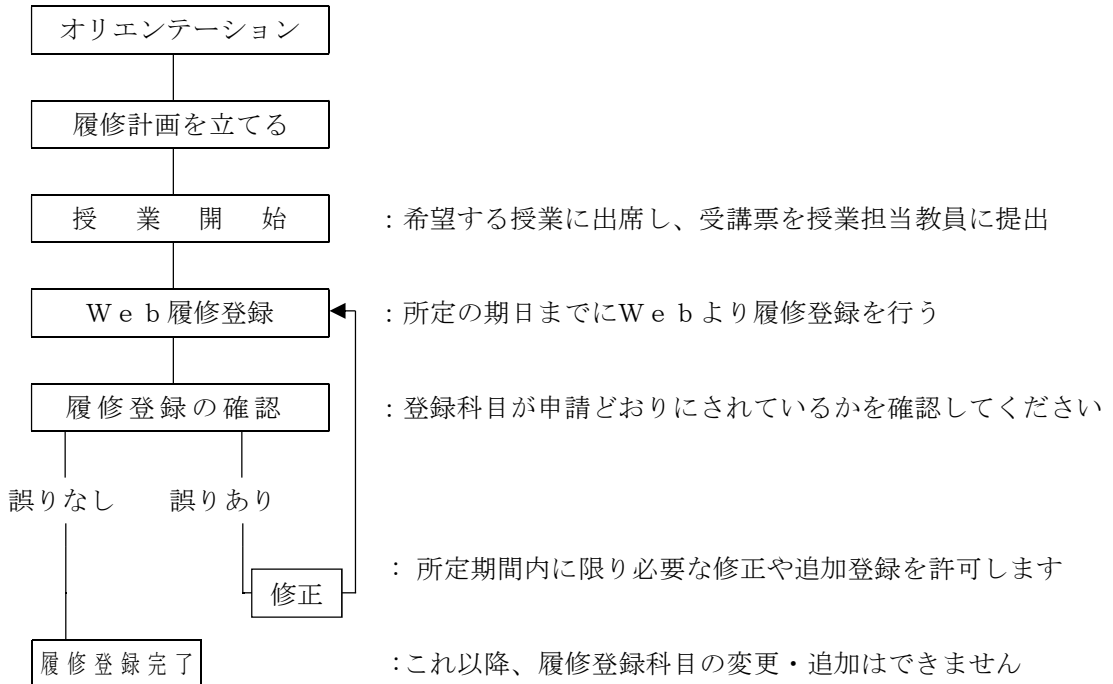 オリエンテーション
履修計画を立てる
授 業 開 始 ：希望する授業に出席し、受講票を授業担当教員に提出
Ｗｅｂ履修登録 ：所定の期日までにＷｅｂより履修登録を行う
履修登録の確認 ：登録科目が申請どおりにされているかを確認してください
誤りなし 誤りあり
修正 ：所定期間内に限り必要な修正や追加登録を許可します
履修登録完了 ：これ以降、履修登録科目の変更・追加はできません